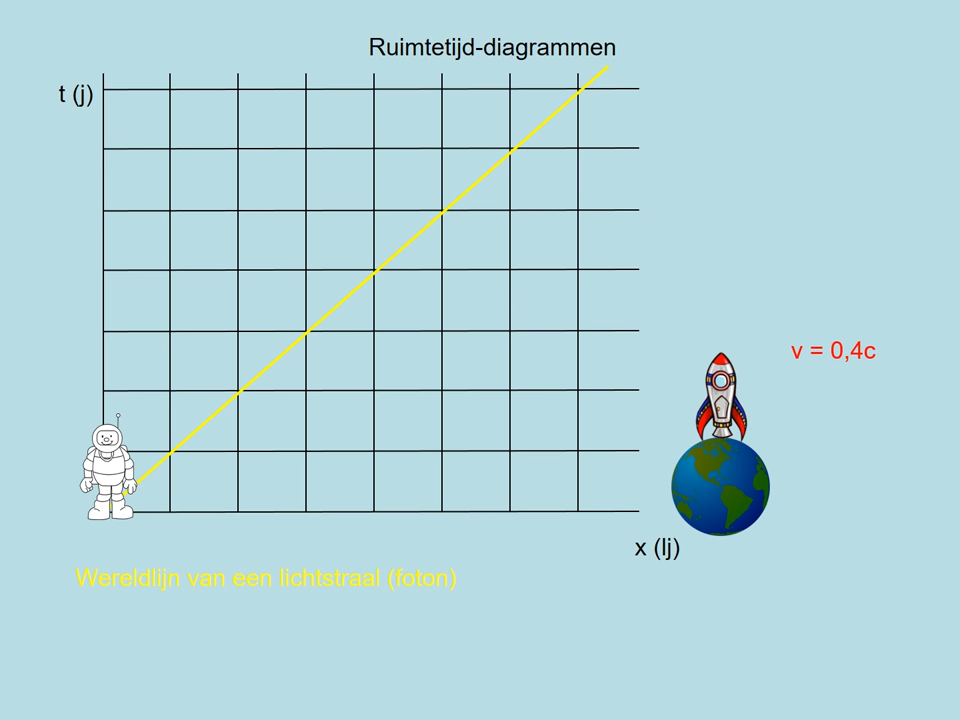 Ruimtetijd-diagrammen
t (j)
v = 0,4c
x (lj)
Wereldlijn van een lichtstraal (foton)